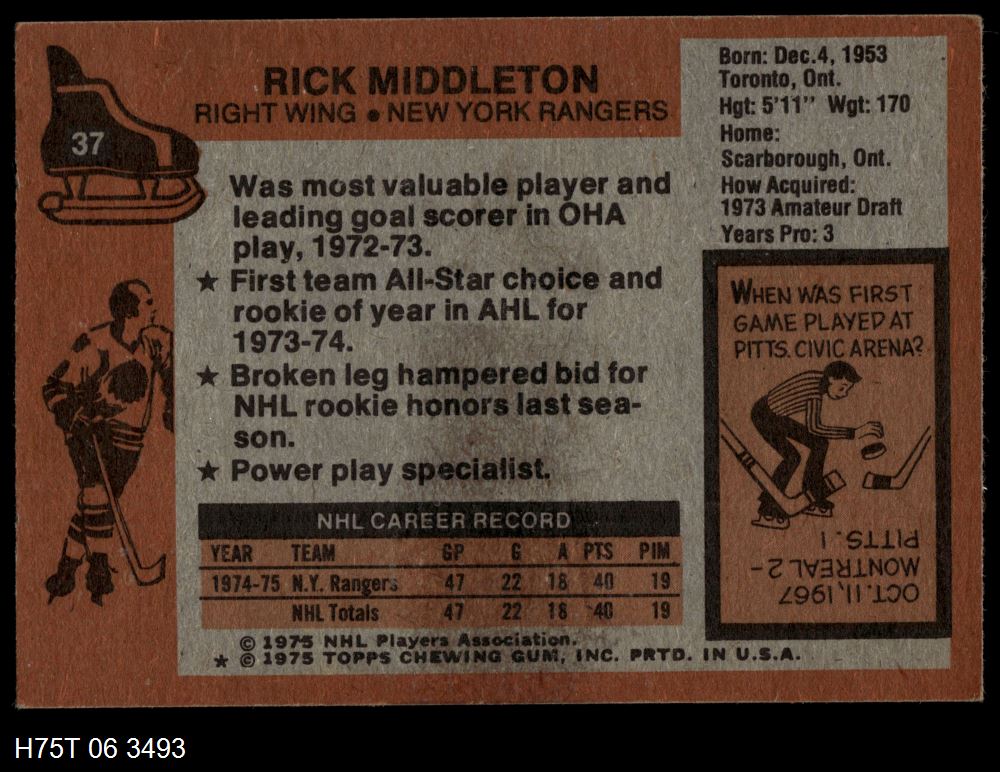 37
RICK MIDDLETON
RIGHT WING ● NEW YORK RANGERS
Born: Dec.4, 1953
Toronto, Ont.
Hgt: 5'11" Wgt: 170
Home:
Scarborough, Ont.
How Acquired:
1973 Amateur Draft
Years Pro: 3
Was most valuable player and
leading goal scorer in OHA
play, 1972-73.
★ First team All-Star choice and
rookie of year in AHL for
1973-74.
★ Broken leg hampered bid for
NHL rookie honors last sea-
son.
★ Power play specialist.
WHEN WAS FIRST
GAME PLAYED AT
PITTS. CIVIC ARENA?
OCT. 11, 1967
MONTREAL 2-
PITTS. 1
NHL CAREER RECORD
YEAR TEAM GP G A PTS PIM
1974-75 N.Y. Rangers 47 22 18 40 19
NHL Totals 47 22 18 40 19
© 1975 NHL Players Association.
★ © 1975 TOPPS CHEWING GUM, INC. PRTD. IN U.S.A.
H75T 06 3493